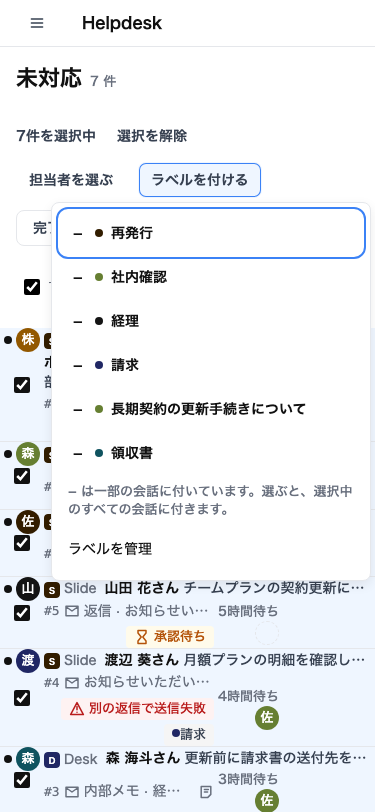 Helpdesk
未対応 7 件
7件を選択中 選択を解除
担当者を選ぶ ラベルを付ける
– 再発行
– 社内確認
– 経理
– 請求
– 長期契約の更新手続きについて
– 領収書
– は一部の会話に付いています。選ぶと、選択中
のすべての会話に付きます。
ラベルを管理
株
森
佐
山 S Slide 山田 花さん チームプランの契約更新に…
#5 返信 · お知らせい… 5時間待ち
承認待ち
渡 S Slide 渡辺 葵さん 月額プランの明細を確認し…
#4 お知らせいただい…
4時間待ち
別の返信で送信失敗 佐
請求
森 D Desk 森 海斗さん 更新前に請求書の送付先を…
3時間待ち
#3 内部メモ · 経…
佐